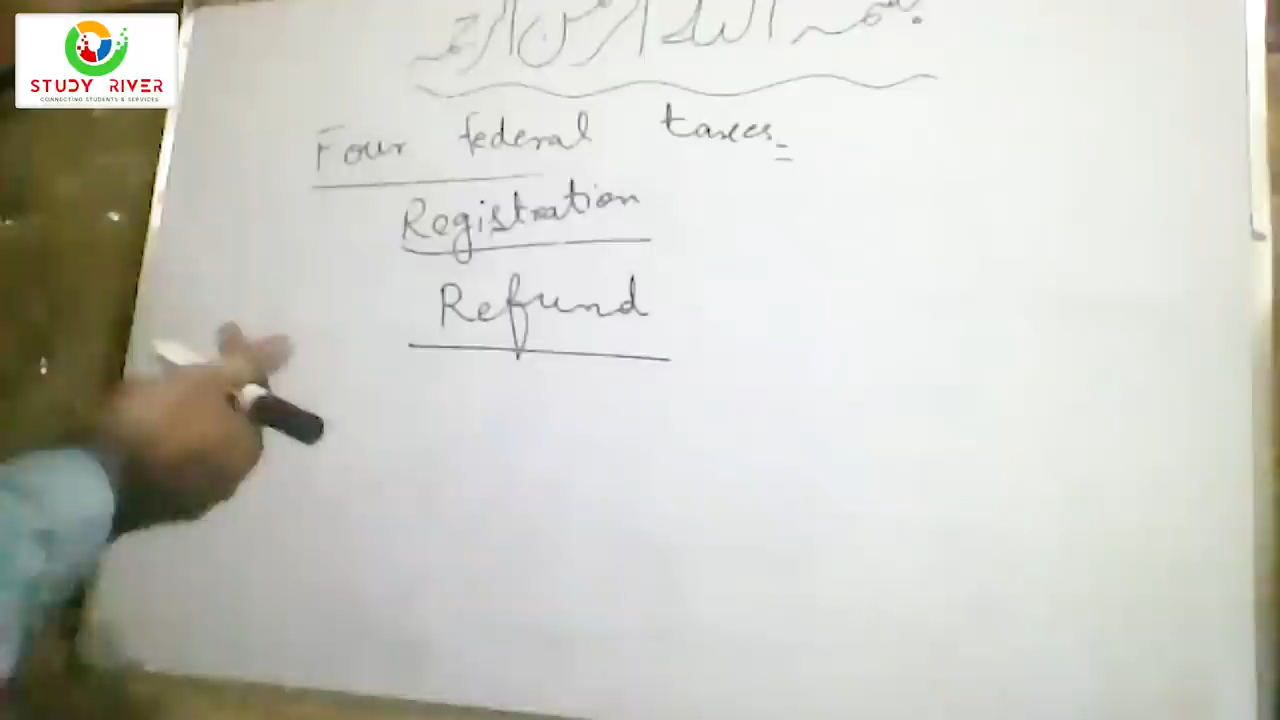 STUDY RIVER
CONNECTING STUDENTS & SERVICES
بسم اللہ الرحمن الرحیم
Four federal taxes
Registration
Refund